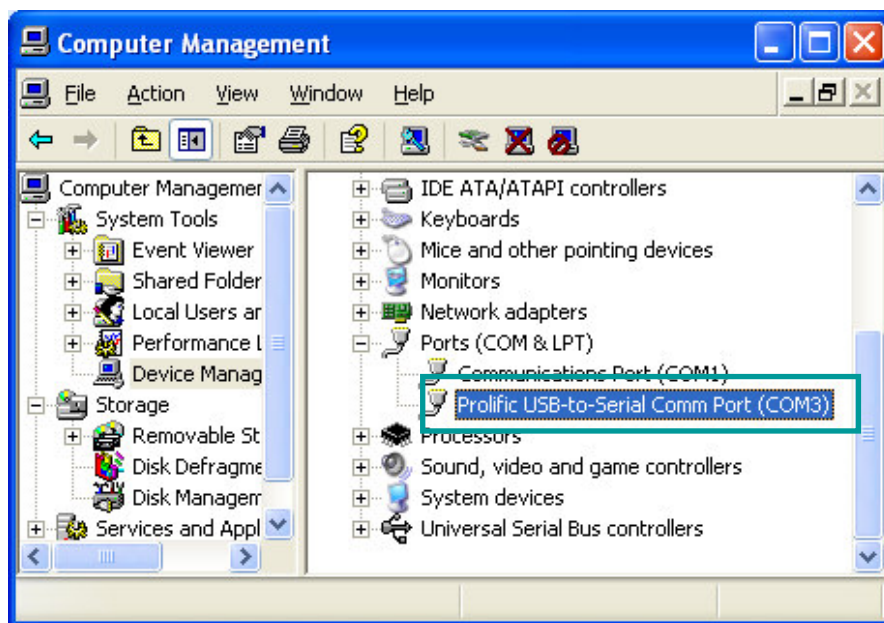 Computer Management
File Action View Window Help
Computer Managemer
System Tools
Event Viewer
Shared Folder
Local Users ar
Performance L
Device Manag
Storage
Removable St
Disk Defragme
Disk Managem
Services and Appl
IDE ATA/ATAPI controllers
Keyboards
Mice and other pointing devices
Monitors
Network adapters
Ports (COM & LPT)
Communications Port (COM1)
Prolific USB-to-Serial Comm Port (COM3)
Processors
Sound, video and game controllers
System devices
Universal Serial Bus controllers